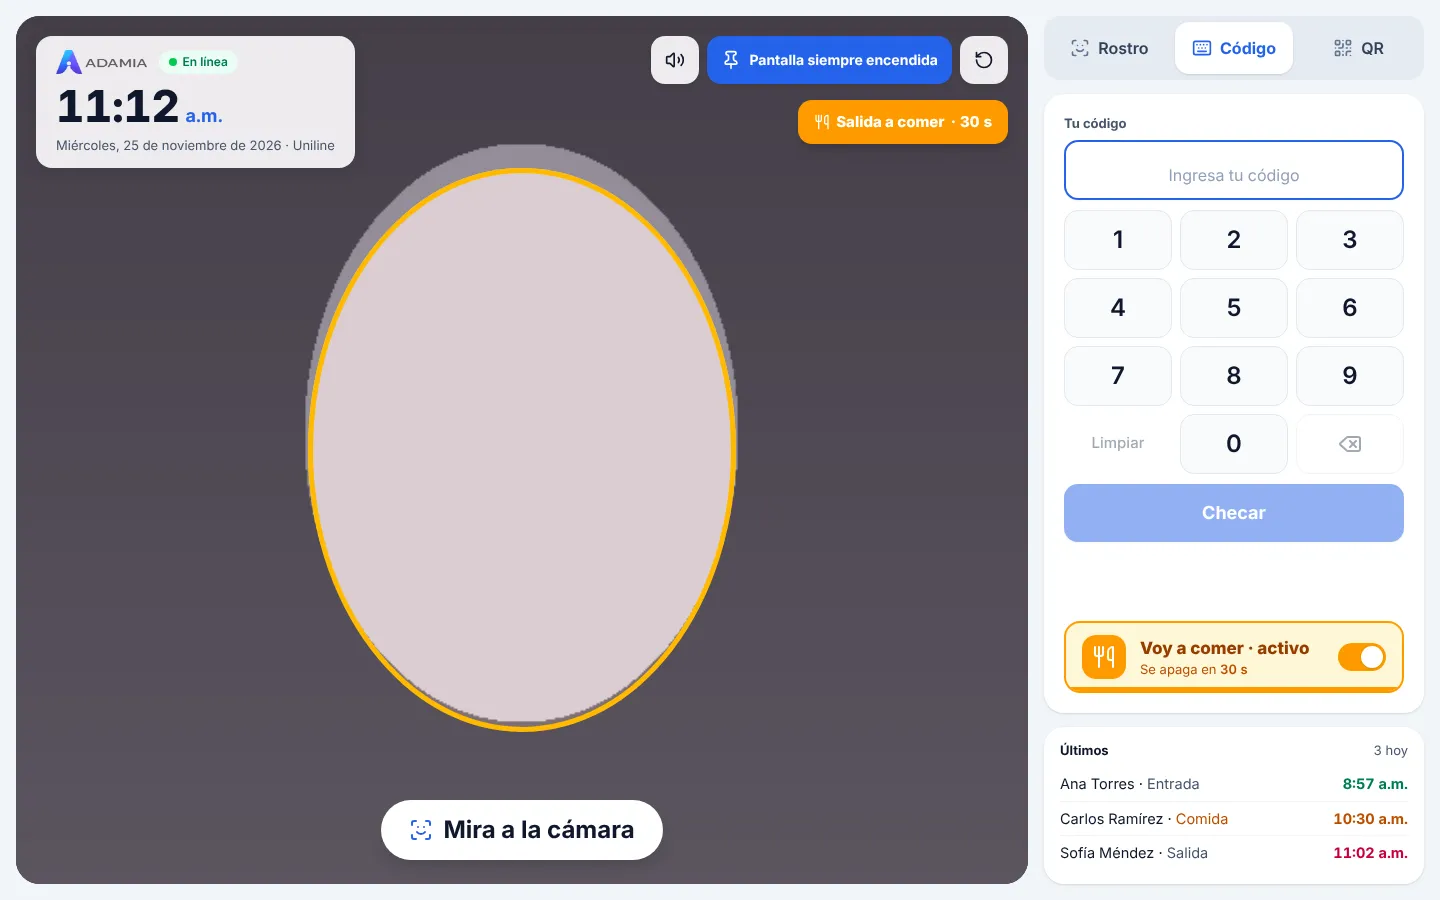 ADAMIA
En línea
11:12 a.m.
Miércoles, 25 de noviembre de 2026 · Uniline
Pantalla siempre encendida
Salida a comer · 30 s
Mira a la cámara
Rostro
Código
QR
Tu código
Ingresa tu código
1 2 3
4 5 6
7 8 9
Limpiar 0
Checar
Voy a comer · activo
Se apaga en 30 s
Últimos 3 hoy
Ana Torres · Entrada 8:57 a.m.
Carlos Ramírez · Comida 10:30 a.m.
Sofía Méndez · Salida 11:02 a.m.